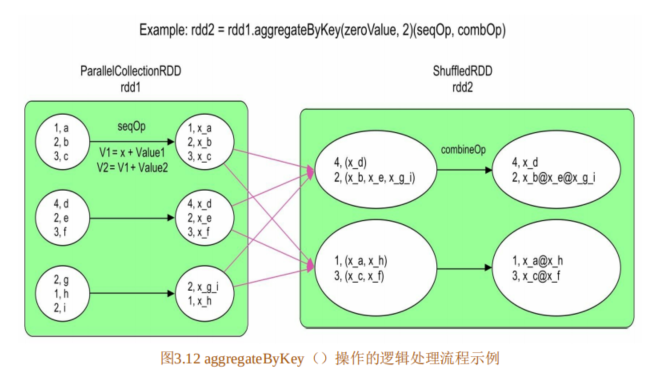 Example: rdd2 = rdd1.aggregateByKey(zeroValue, 2)(seqOp, combOp)
ParallelCollectionRDD
rdd1
1, a
2, b
3, c
seqOp
V1= x + Value1
V2= V1+ Value2
1, x_a
2, x_b
3, x_c
4, d
2, e
3, f
4, x_d
2, x_e
3, x_f
2, g
1, h
2, i
2, x_g_i
1, x_h
ShuffledRDD
rdd2
4, (x_d)
2, (x_b, x_e, x_g_i)
combineOp
4, x_d
2, x_b@x_e@x_g_i
1, (x_a, x_h)
3, (x_c, x_f)
1, x_a@x_h
3, x_c@x_f
图3.12 aggregateByKey（）操作的逻辑处理流程示例